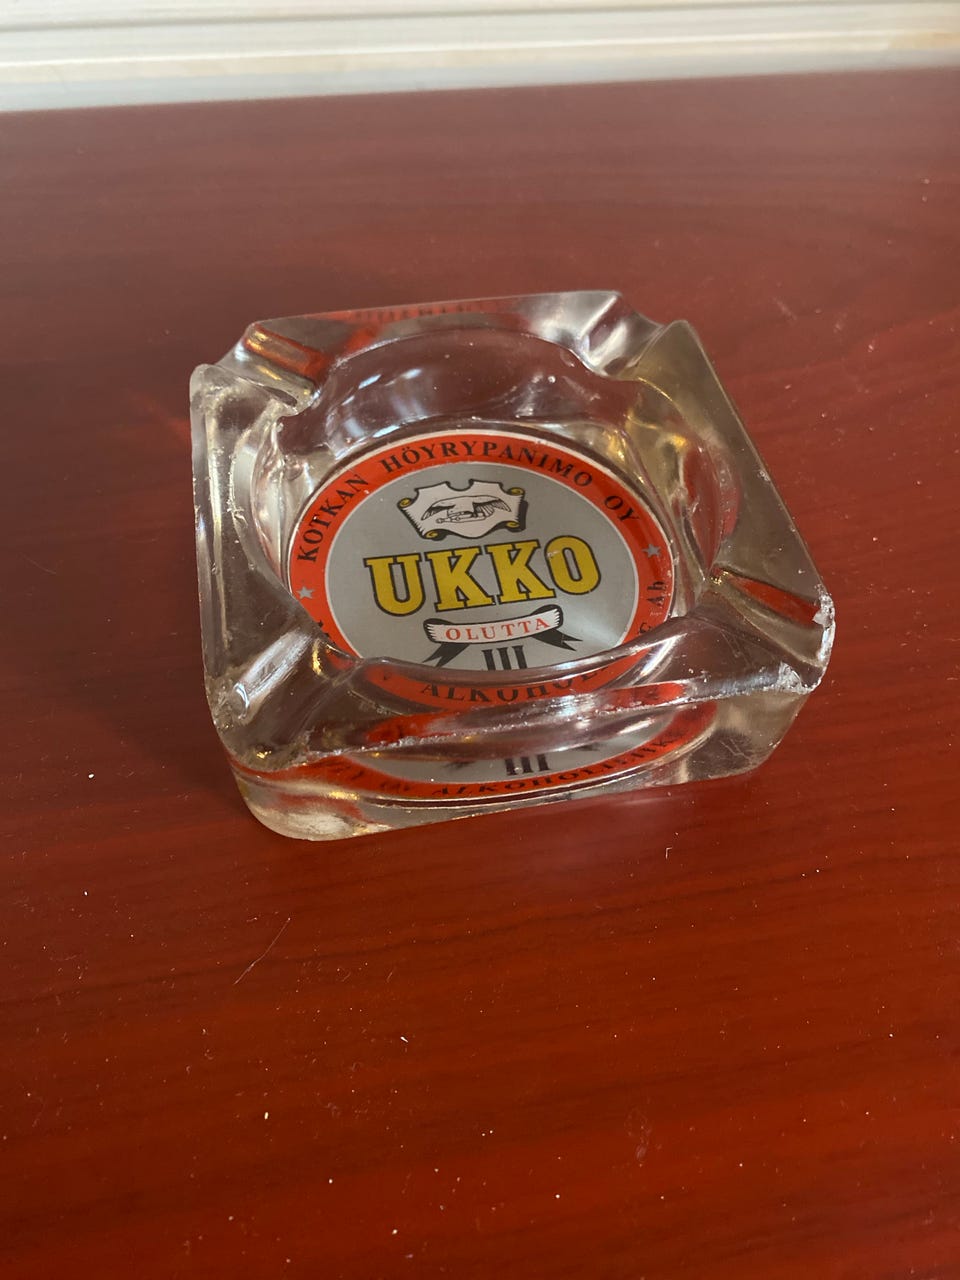 KOTKAN HÖYRYPANIMO OY
UKKO
OLUTTA
III